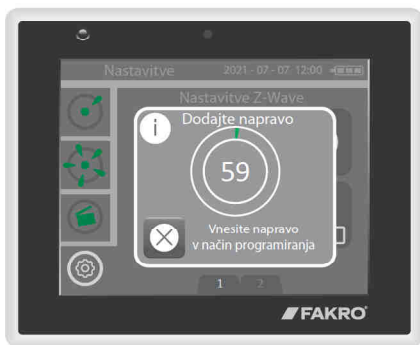 Nastavitve 2021-07-07 12:00
Nastavitve Z-Wave
Dodajte napravo
i
59
Vnesite napravo
v način programiranja
1 2
FAKRO